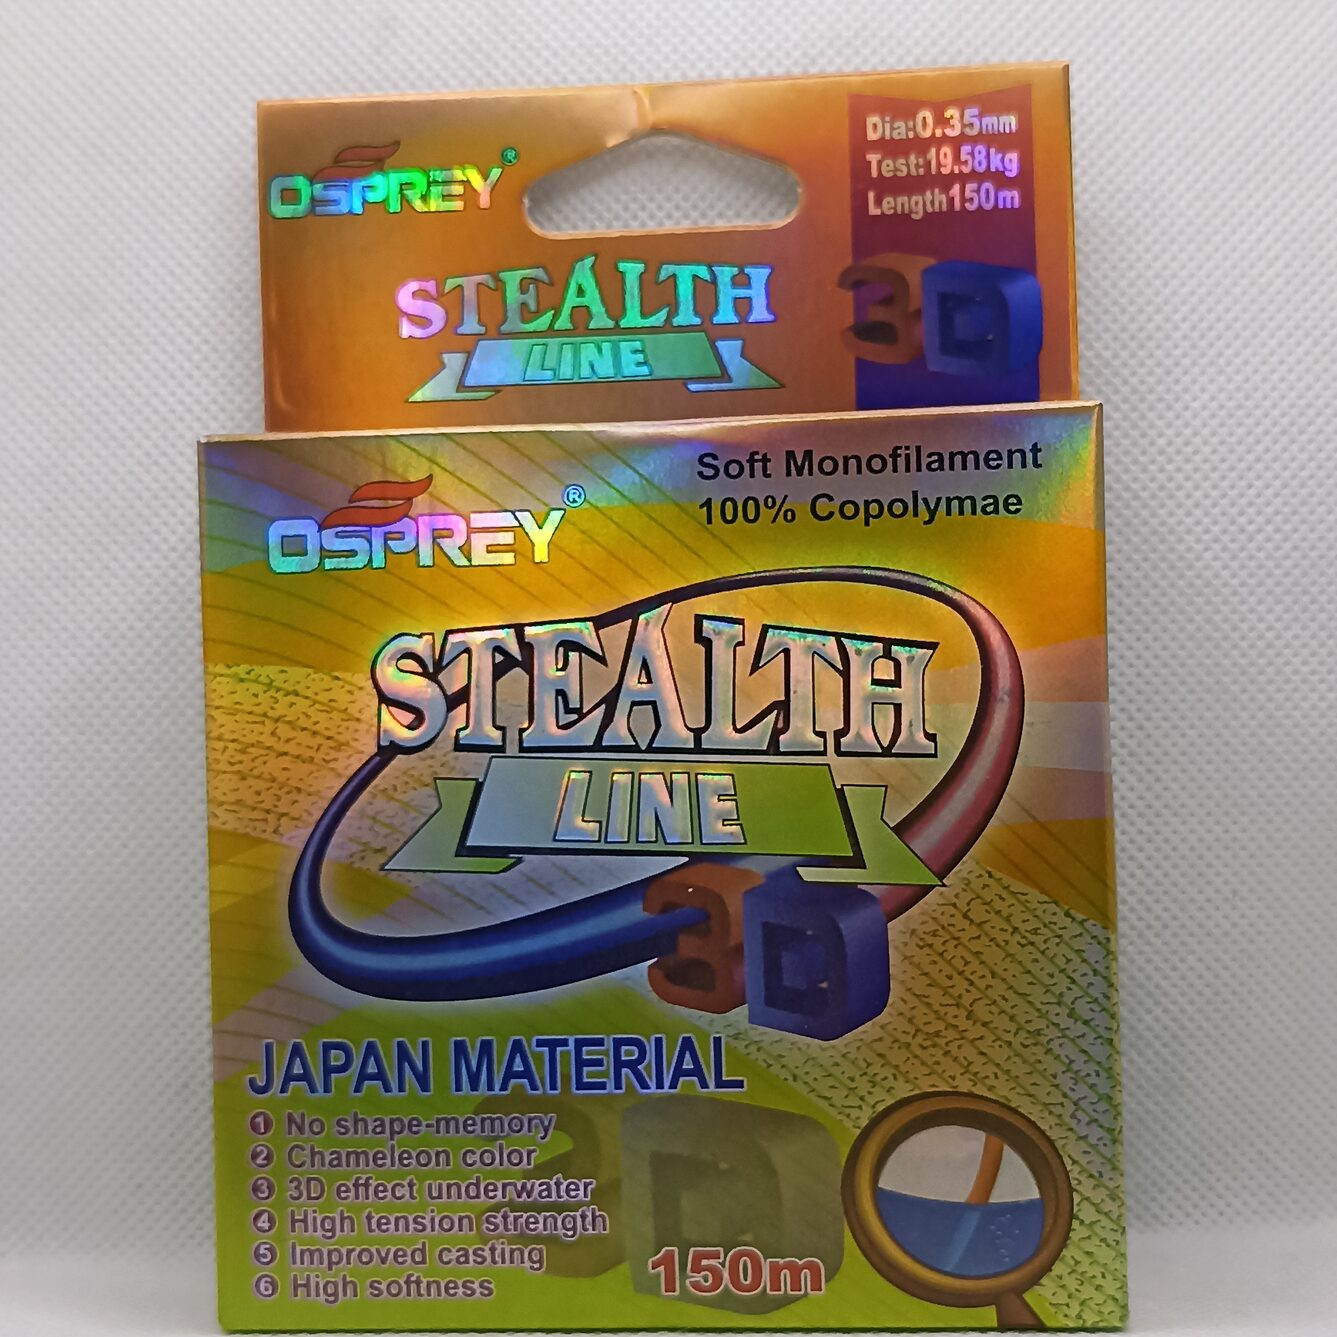 OSPREY®
Dia:0.35mm
Test:19.58kg
Length150m
STEALTH
LINE
3D
OSPREY®
Soft Monofilament
100% Copolymae
STEALTH
LINE
3D
JAPAN MATERIAL
1 No shape-memory
2 Chameleon color
3 3D effect underwater
4 High tension strength
5 Improved casting
6 High softness
3D
150m